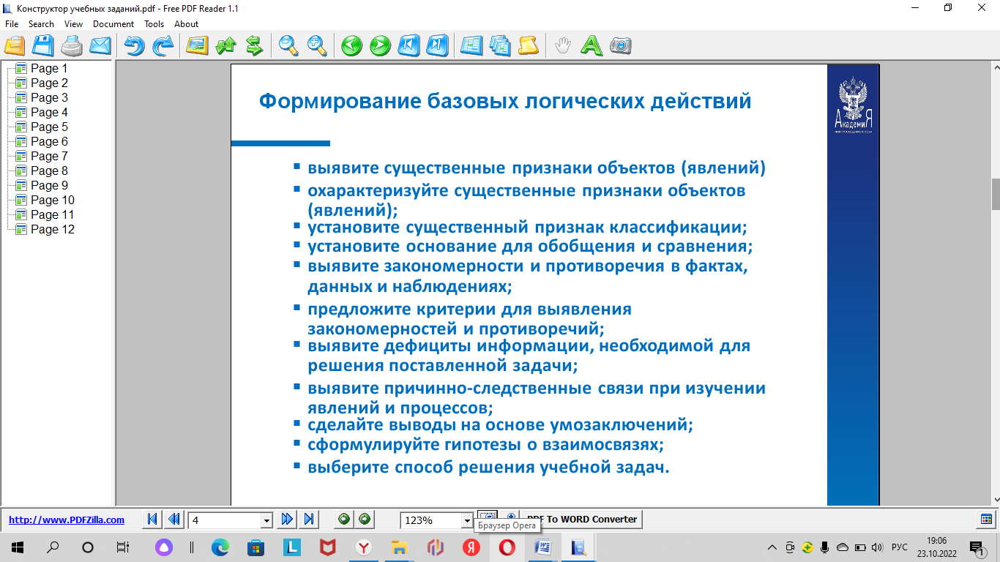 Конструктор учебных заданий.pdf - Free PDF Reader 1.1
File Search View Document Tools About
Page 1
Page 2
Page 3
Page 4
Page 5
Page 6
Page 7
Page 8
Page 9
Page 10
Page 11
Page 12
Формирование базовых логических действий
АкадемиЯ
▪ выявите существенные признаки объектов (явлений)
▪ охарактеризуйте существенные признаки объектов
(явлений);
▪ установите существенный признак классификации;
▪ установите основание для обобщения и сравнения;
▪ выявите закономерности и противоречия в фактах,
данных и наблюдениях;
▪ предложите критерии для выявления
закономерностей и противоречий;
▪ выявите дефициты информации, необходимой для
решения поставленной задачи;
▪ выявите причинно-следственные связи при изучении
явлений и процессов;
▪ сделайте выводы на основе умозаключений;
▪ сформулируйте гипотезы о взаимосвязях;
▪ выберите способ решения учебной задач.
http://www.PDFZilla.com 4 123% PDF To WORD Converter
Браузер Opera
19:06
РУС
23.10.2022